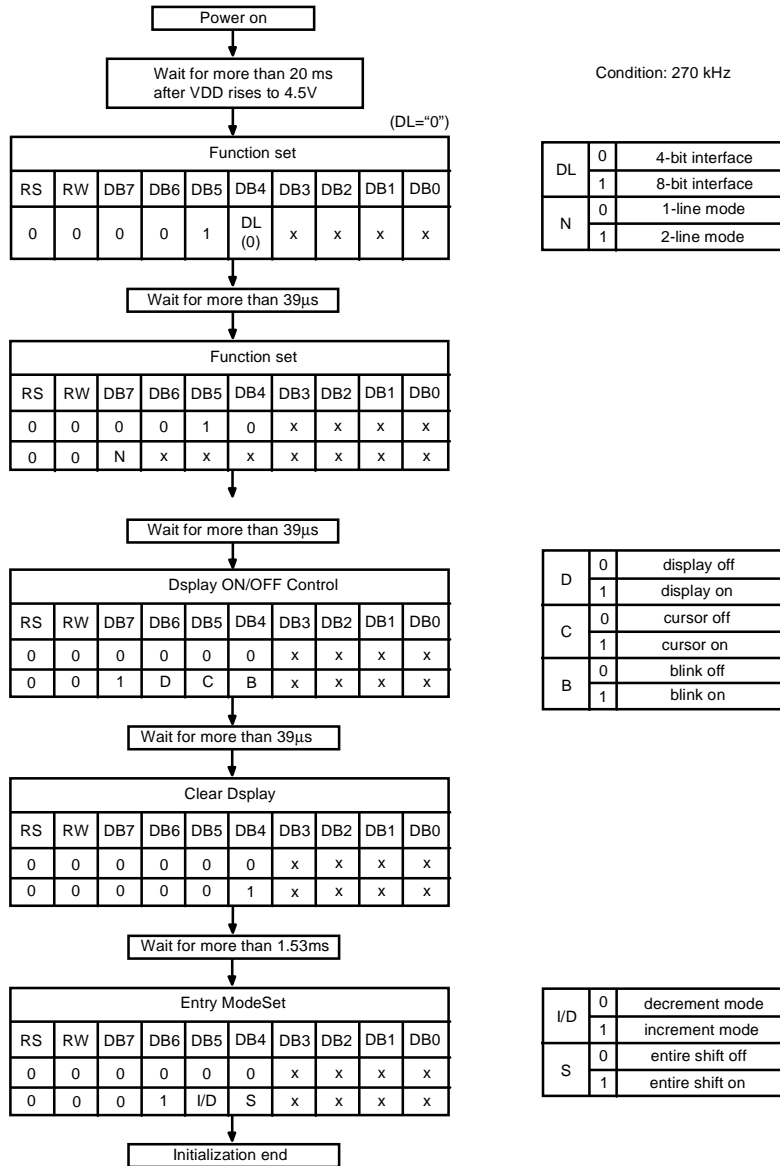 Power on
Wait for more than 20 ms
after VDD rises to 4.5V
Condition: 270 kHz
(DL=“0”)
Function set
RS RW DB7 DB6 DB5 DB4 DB3 DB2 DB1 DB0
0 0 0 0 1 DL (0) x x x x
DL 0 4-bit interface
1 8-bit interface
N 0 1-line mode
1 2-line mode
Wait for more than 39μs
Function set
RS RW DB7 DB6 DB5 DB4 DB3 DB2 DB1 DB0
0 0 0 0 1 0 x x x x
0 0 N x x x x x x x
Wait for more than 39μs
Dsplay ON/OFF Control
RS RW DB7 DB6 DB5 DB4 DB3 DB2 DB1 DB0
0 0 0 0 0 0 x x x x
0 0 1 D C B x x x x
D 0 display off
1 display on
C 0 cursor off
1 cursor on
B 0 blink off
1 blink on
Wait for more than 39μs
Clear Dsplay
RS RW DB7 DB6 DB5 DB4 DB3 DB2 DB1 DB0
0 0 0 0 0 0 x x x x
0 0 0 0 0 1 x x x x
Wait for more than 1.53ms
Entry ModeSet
RS RW DB7 DB6 DB5 DB4 DB3 DB2 DB1 DB0
0 0 0 0 0 0 x x x x
0 0 0 1 I/D S x x x x
I/D 0 decrement mode
1 increment mode
S 0 entire shift off
1 entire shift on
Initialization end